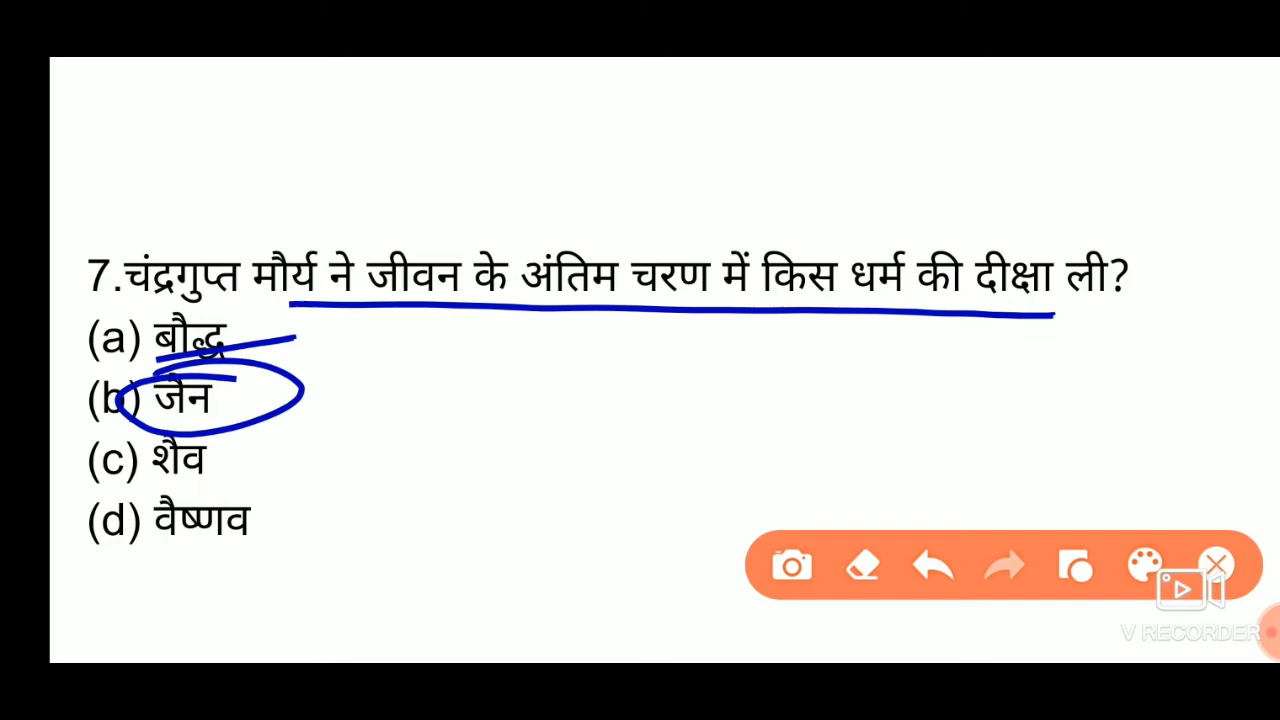 7.चंद्रगुप्त मौर्य ने जीवन के अंतिम चरण में किस धर्म की दीक्षा ली?
(a) बौद्ध
(b) जैन
(c) शैव
(d) वैष्णव
V RECORDER